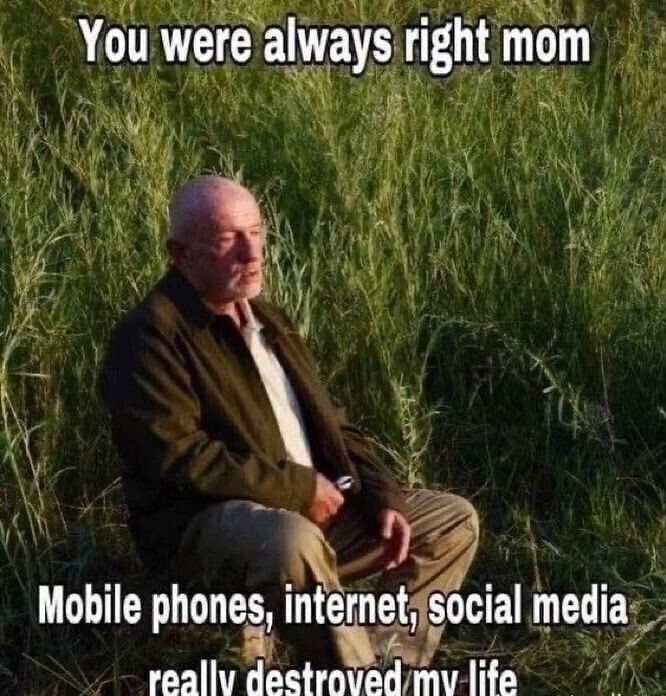 You were always right mom
Mobile phones, internet, social media
really destroyed my life